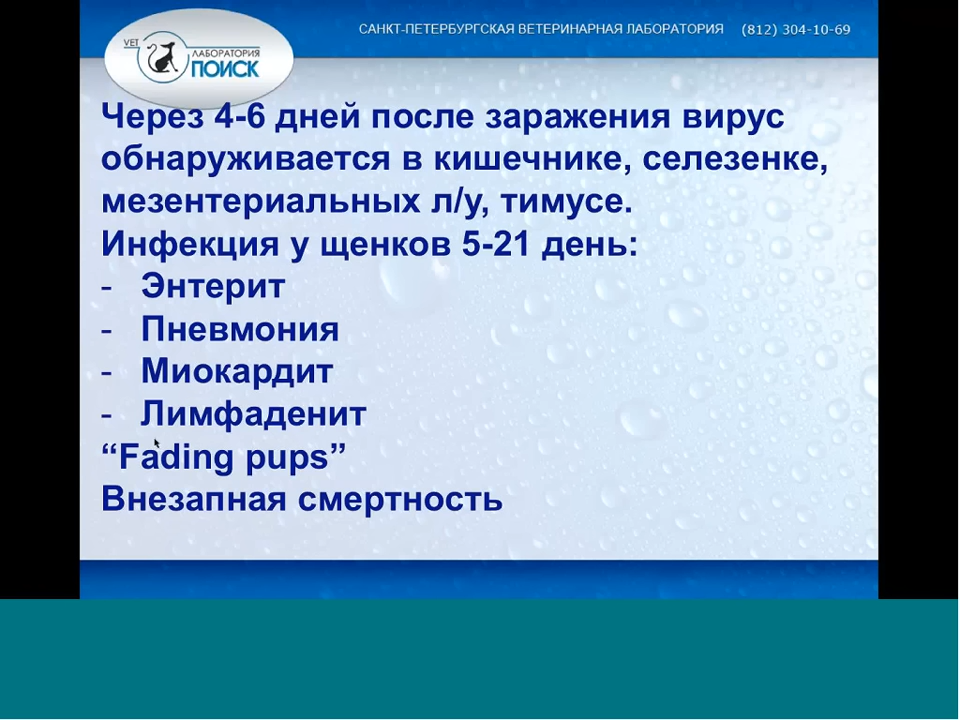 САНКТ-ПЕТЕРБУРГСКАЯ ВЕТЕРИНАРНАЯ ЛАБОРАТОРИЯ (812) 304-10-69
VET ЛАБОРАТОРИЯ
ПОИСК
Через 4-6 дней после заражения вирус
обнаруживается в кишечнике, селезенке,
мезентериальных л/у, тимусе.
Инфекция у щенков 5-21 день:
- Энтерит
- Пневмония
- Миокардит
- Лимфаденит
“Fading pups”
Внезапная смертность